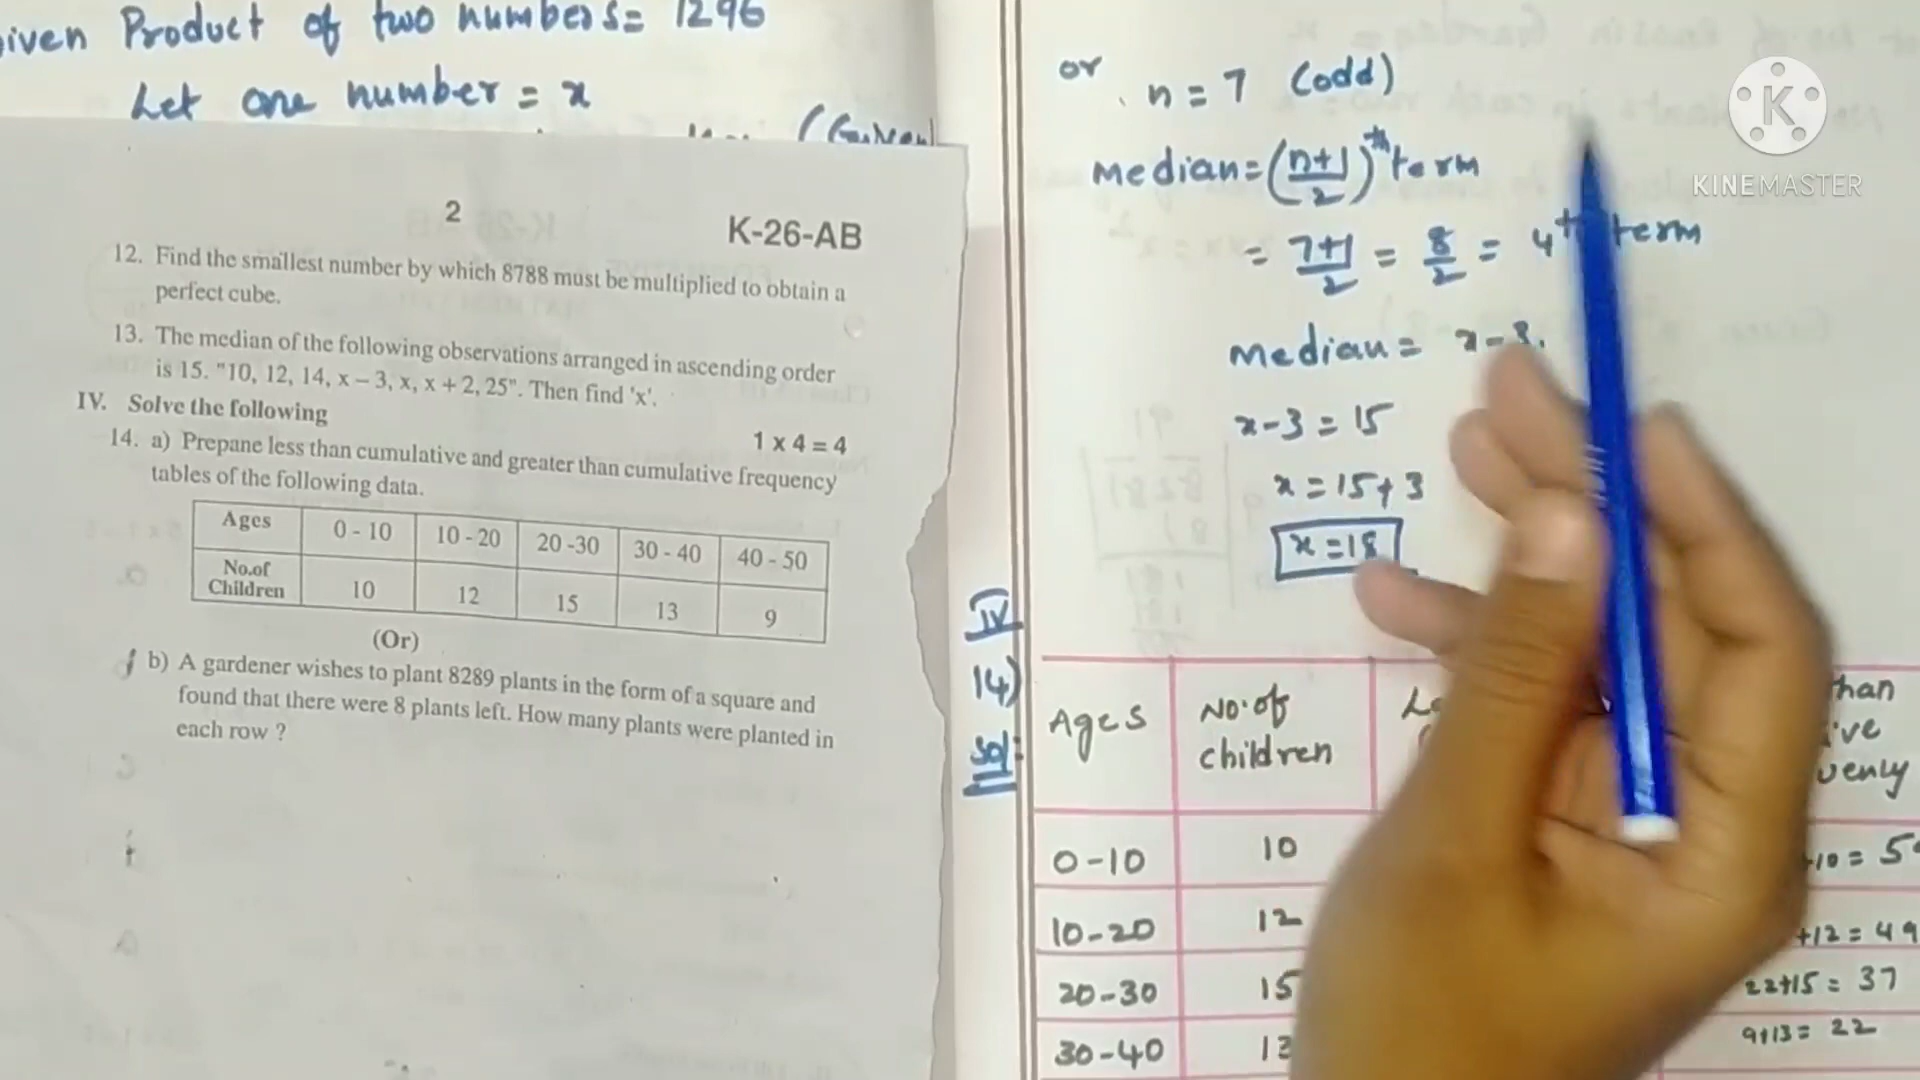 iven Product of two numbers = 1296
Let one number = x
(Given
2
K-26-AB
12. Find the smallest number by which 8788 must be multiplied to obtain a
perfect cube.
13. The median of the following observations arranged in ascending order
is 15. "10, 12, 14, x – 3, x, x + 2, 25". Then find 'x'.
IV. Solve the following
1 x 4 = 4
14. a) Prepane less than cumulative and greater than cumulative frequency
tables of the following data.
Ages 0 - 10 10 - 20 20 -30 30 - 40 40 - 50
No.of
Children 10 12 15 13 9
(Or)
b) A gardener wishes to plant 8289 plants in the form of a square and
found that there were 8 plants left. How many plants were planted in
each row ?
or n = 7 (odd)
Median = (n+1/2)th term
= 7+1/2 = 8/2 = 4th term
Median = x-3.
x-3 = 15
x = 15+3
x = 18
K
KINEMASTER
IV
14)
Sol:
Ages No. of
children
han
ive
uenly
0-10 10 +10 = 5
10-20 12 +12 = 49
20-30 15 22+15 = 37
30-40 13 9+13 = 22